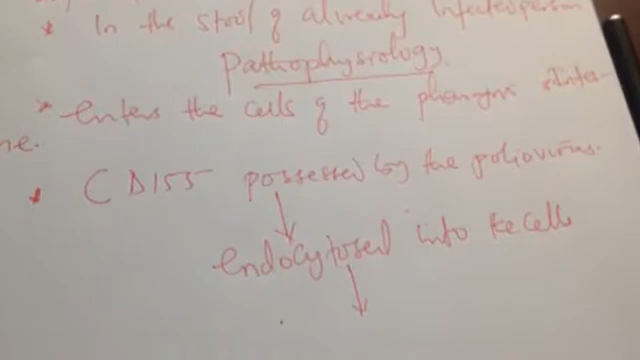 * In the stool of already Infected person
Pathophysiology.
* enters the cells of the pharynx
ne.
* CD155 possessed by the poliovirus.
↓
endocytosed into the cells
↓